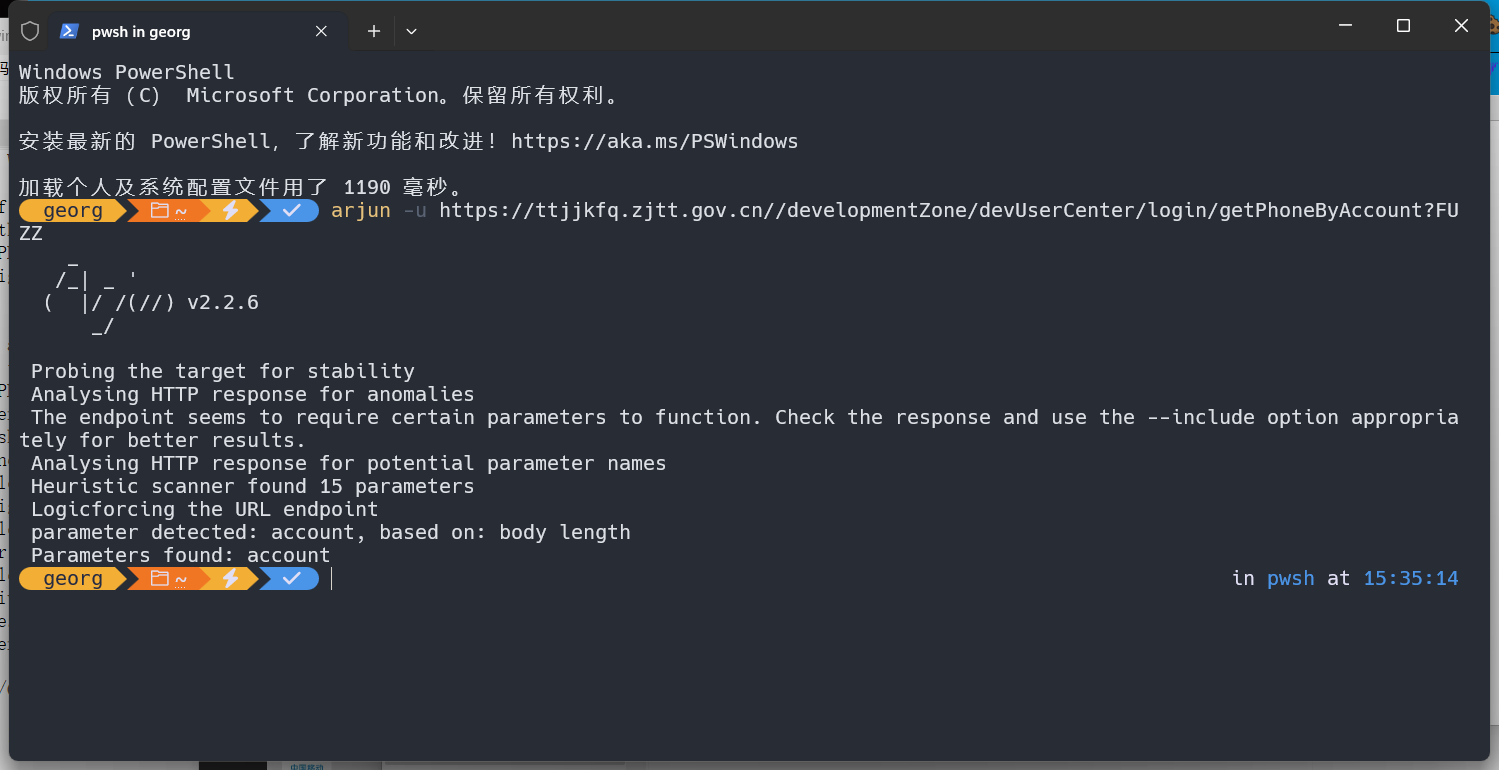 pwsh in georg
Windows PowerShell
版权所有 (C) Microsoft Corporation。保留所有权利。
安装最新的 PowerShell,了解新功能和改进!https://aka.ms/PSWindows
加载个人及系统配置文件用了 1190 毫秒。
georg ~ arjun -u https://ttjjkfq.zjtt.gov.cn//developmentZone/devUserCenter/login/getPhoneByAccount?FU
ZZ
_
/_| _ '
( |/ /(//) v2.2.6
_/
Probing the target for stability
Analysing HTTP response for anomalies
The endpoint seems to require certain parameters to function. Check the response and use the --include option appropria
tely for better results.
Analysing HTTP response for potential parameter names
Heuristic scanner found 15 parameters
Logicforcing the URL endpoint
parameter detected: account, based on: body length
Parameters found: account
georg ~ in pwsh at 15:35:14